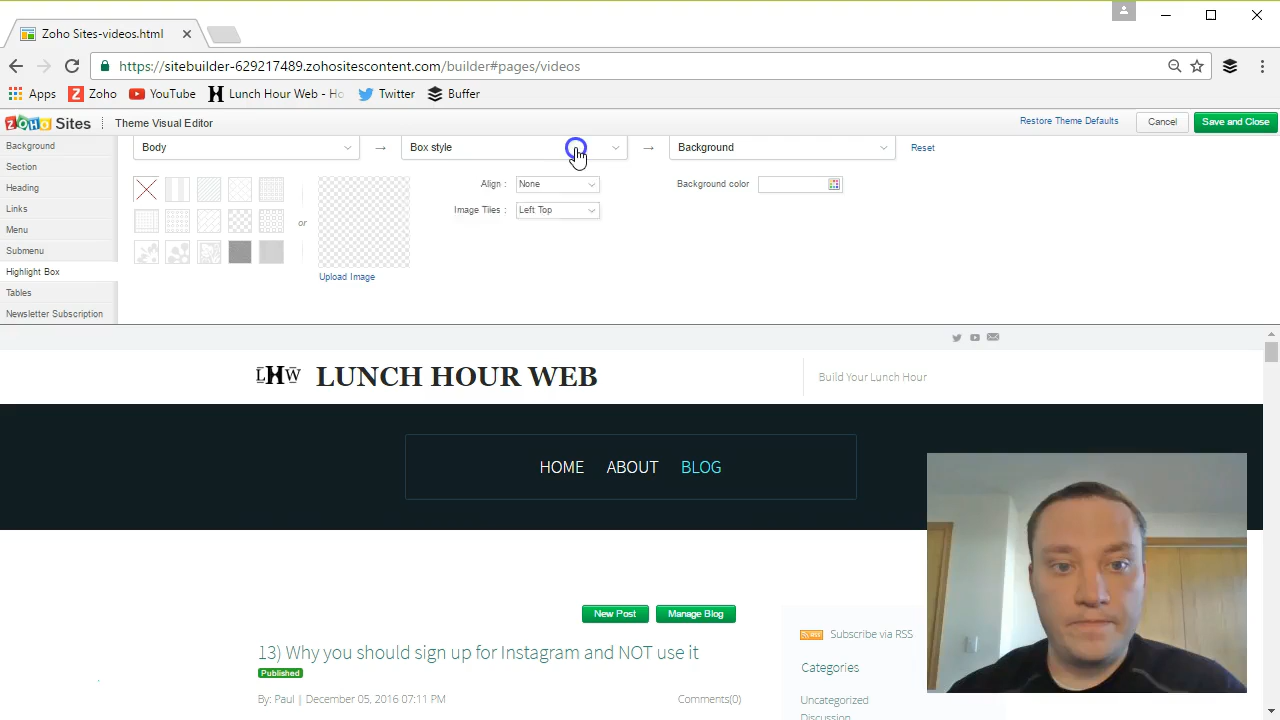 Zoho Sites-videos.html
https://sitebuilder-629217489.zohositescontent.com/builder#pages/videos
Apps Zoho YouTube Lunch Hour Web - Ho Twitter Buffer
ZOHO Sites Theme Visual Editor Restore Theme Defaults Cancel Save and Close
Background
Section
Heading
Links
Menu
Submenu
Highlight Box
Tables
Newsletter Subscription
Body → Box style → Background Reset
or
Upload Image
Align : None
Image Tiles : Left Top
Background color
LHW LUNCH HOUR WEB Build Your Lunch Hour
HOME ABOUT BLOG
New Post Manage Blog
13) Why you should sign up for Instagram and NOT use it
Published
By: Paul | December 05, 2016 07:11 PM Comments(0)
RSS Subscribe via RSS
Categories
Uncategorized
Discussion